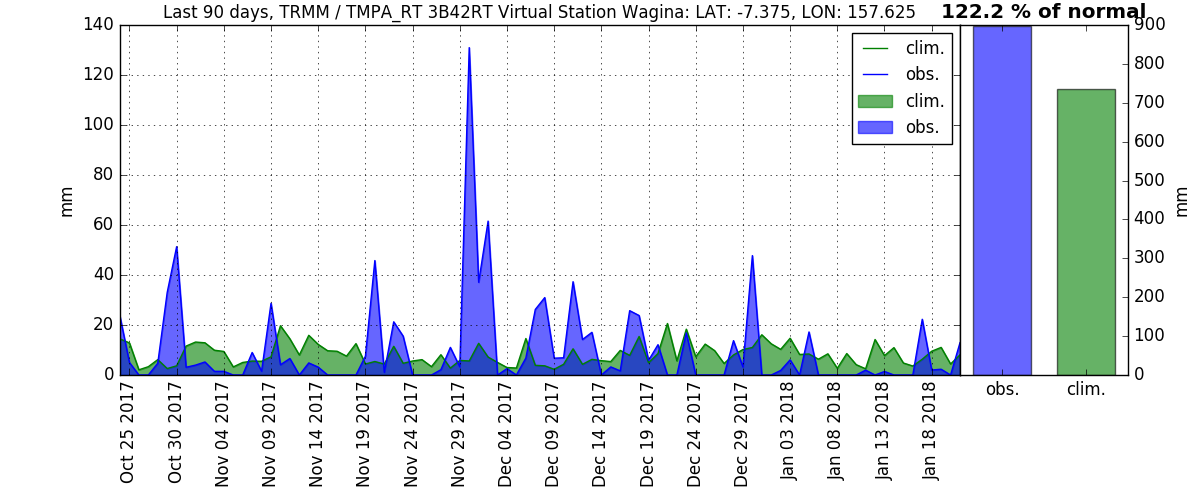 Last 90 days, TRMM / TMPA_RT 3B42RT Virtual Station Wagina: LAT: -7.375, LON: 157.625
122.2 % of normal
mm
140
120
100
80
60
40
20
0
clim.
obs.
clim.
obs.
Oct 25 2017
Oct 30 2017
Nov 04 2017
Nov 09 2017
Nov 14 2017
Nov 19 2017
Nov 24 2017
Nov 29 2017
Dec 04 2017
Dec 09 2017
Dec 14 2017
Dec 19 2017
Dec 24 2017
Dec 29 2017
Jan 03 2018
Jan 08 2018
Jan 13 2018
Jan 18 2018
obs.
clim.
900
800
700
600
500
400
300
200
100
0
mm